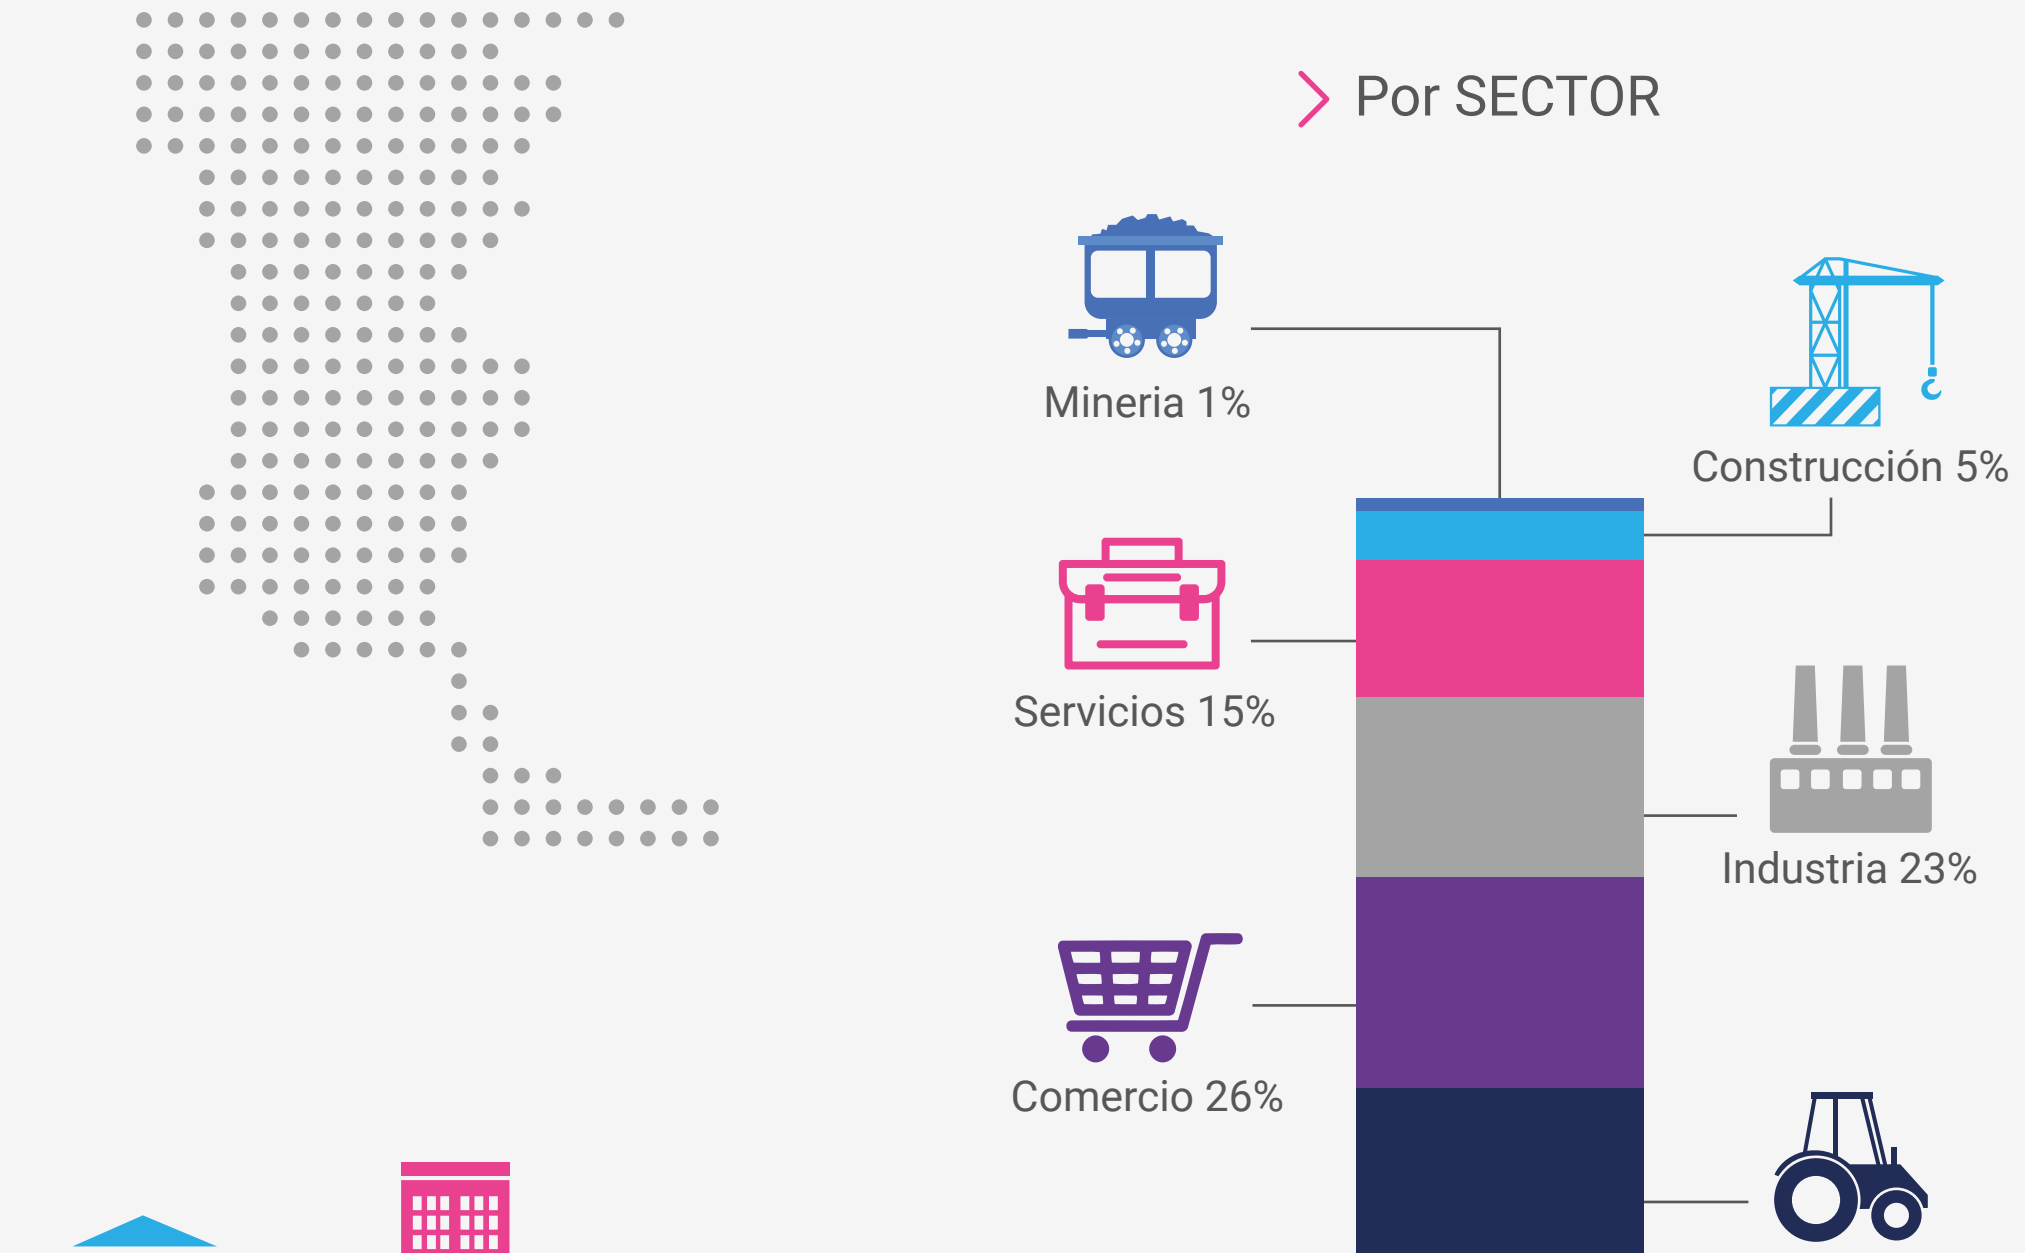 Por SECTOR
Mineria 1%
Construcción 5%
Servicios 15%
Industria 23%
Comercio 26%